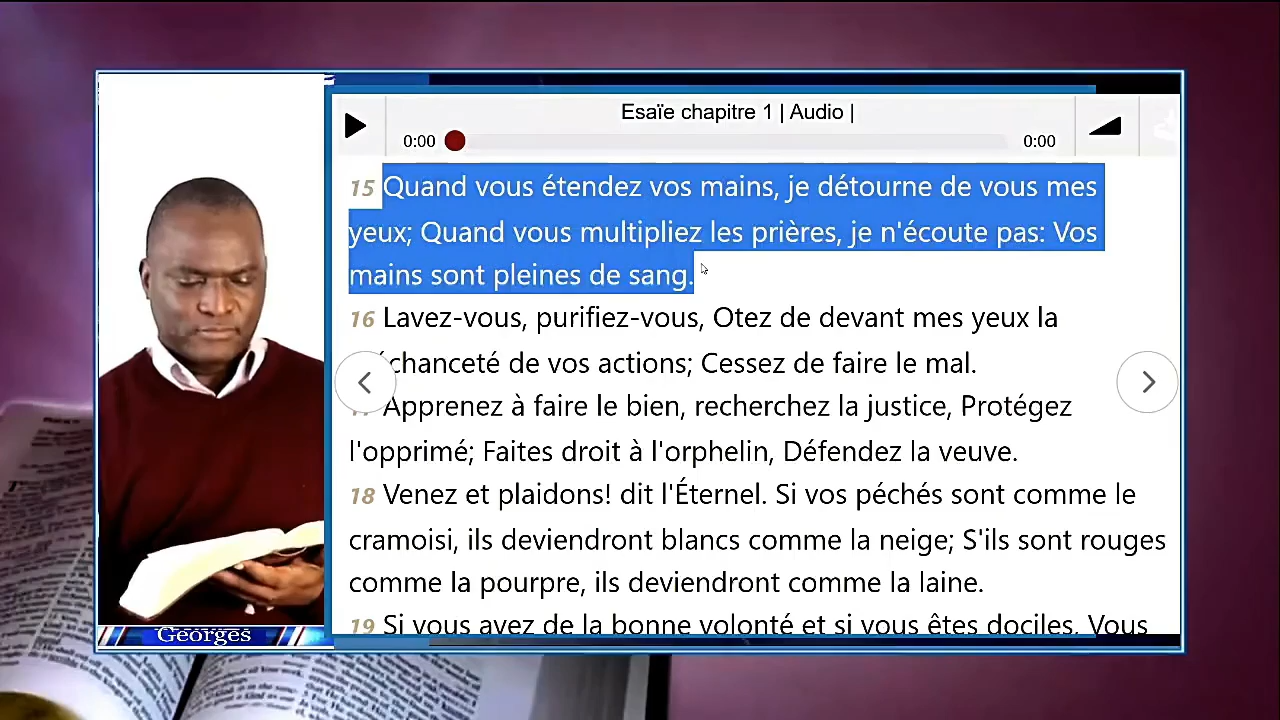 Esaïe chapitre 1 | Audio |
0:00
0:00
15 Quand vous étendez vos mains, je détourne de vous mes
yeux; Quand vous multipliez les prières, je n'écoute pas: Vos
mains sont pleines de sang.
16 Lavez-vous, purifiez-vous, Otez de devant mes yeux la
chanceté de vos actions; Cessez de faire le mal.
Apprenez à faire le bien, recherchez la justice, Protégez
l'opprimé; Faites droit à l'orphelin, Défendez la veuve.
18 Venez et plaidons! dit l'Éternel. Si vos péchés sont comme le
cramoisi, ils deviendront blancs comme la neige; S'ils sont rouges
comme la pourpre, ils deviendront comme la laine.
19 Si vous avez de la bonne volonté et si vous êtes dociles, Vous
Georges